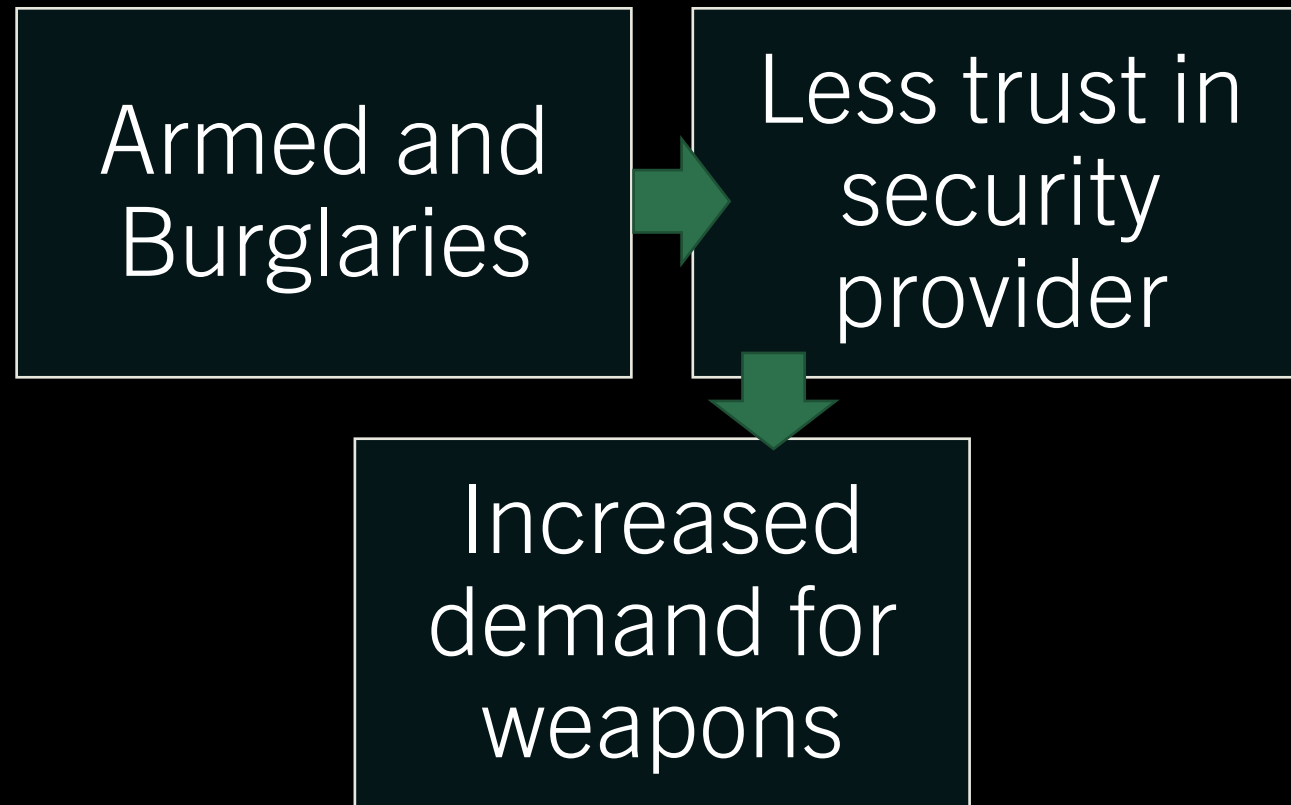 Armed and
Burglaries
Less trust in
security
provider
Increased
demand for
weapons